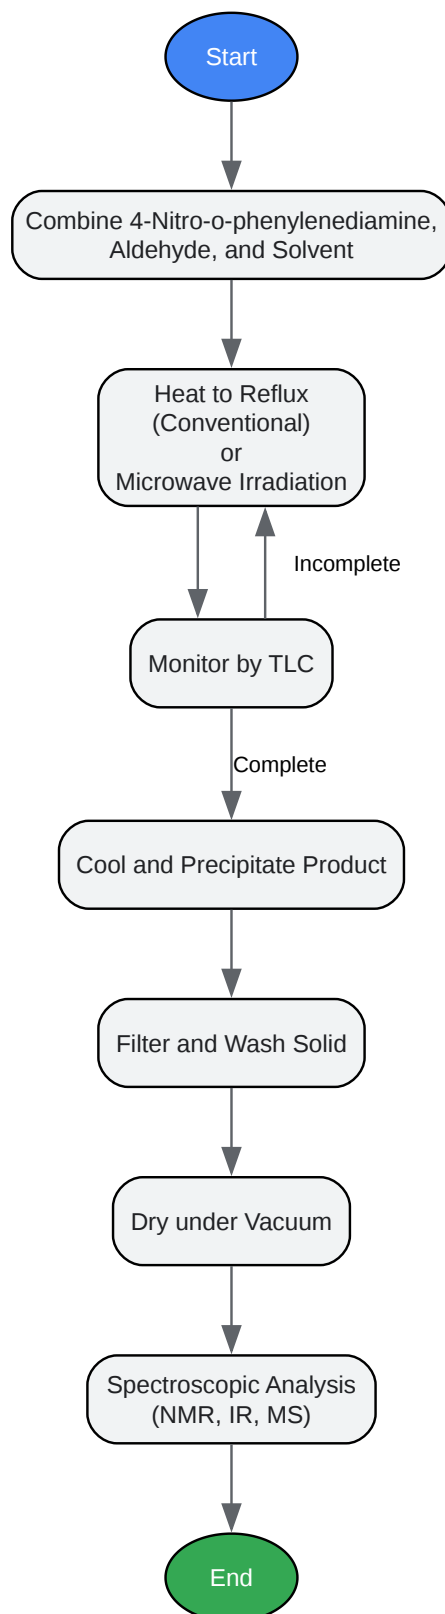 Start
Combine 4-Nitro-o-phenylenediamine,
Aldehyde, and Solvent
Heat to Reflux
(Conventional)
or
Microwave Irradiation
Incomplete
Monitor by TLC
Complete
Cool and Precipitate Product
Filter and Wash Solid
Dry under Vacuum
Spectroscopic Analysis
(NMR, IR, MS)
End